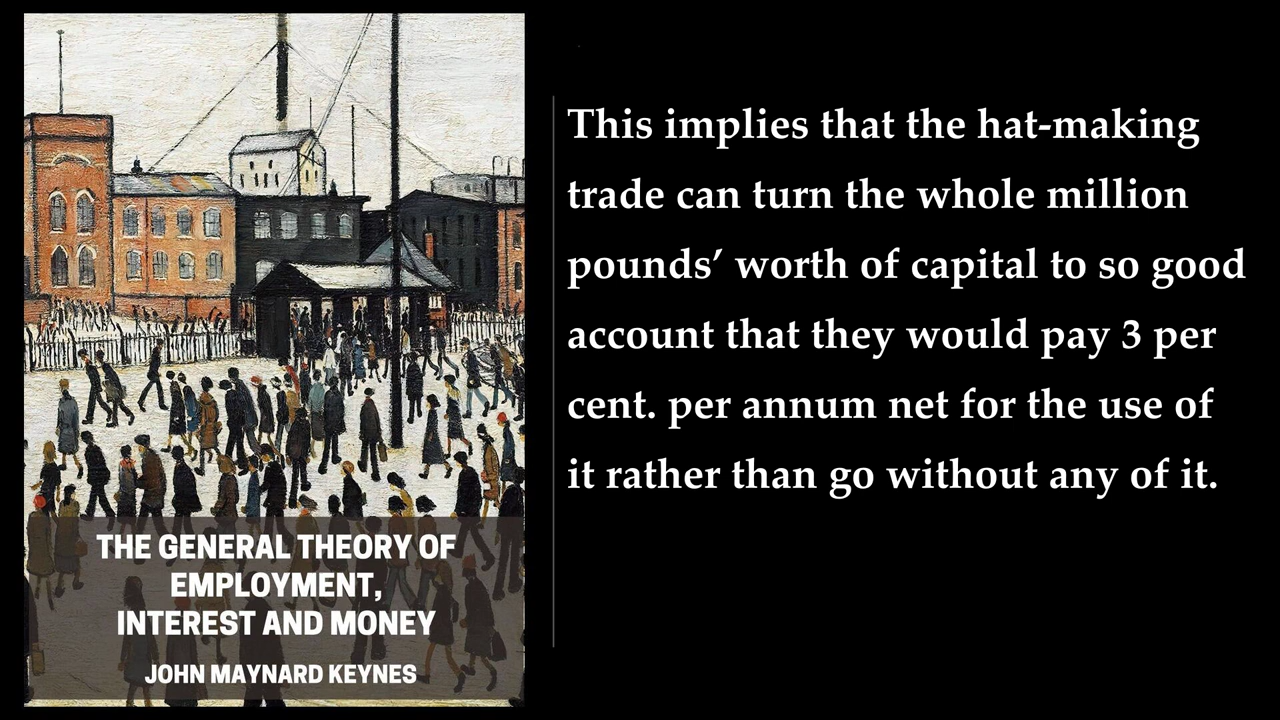 THE GENERAL THEORY OF
EMPLOYMENT,
INTEREST AND MONEY
JOHN MAYNARD KEYNES
This implies that the hat-making
trade can turn the whole million
pounds’ worth of capital to so good
account that they would pay 3 per
cent. per annum net for the use of
it rather than go without any of it.